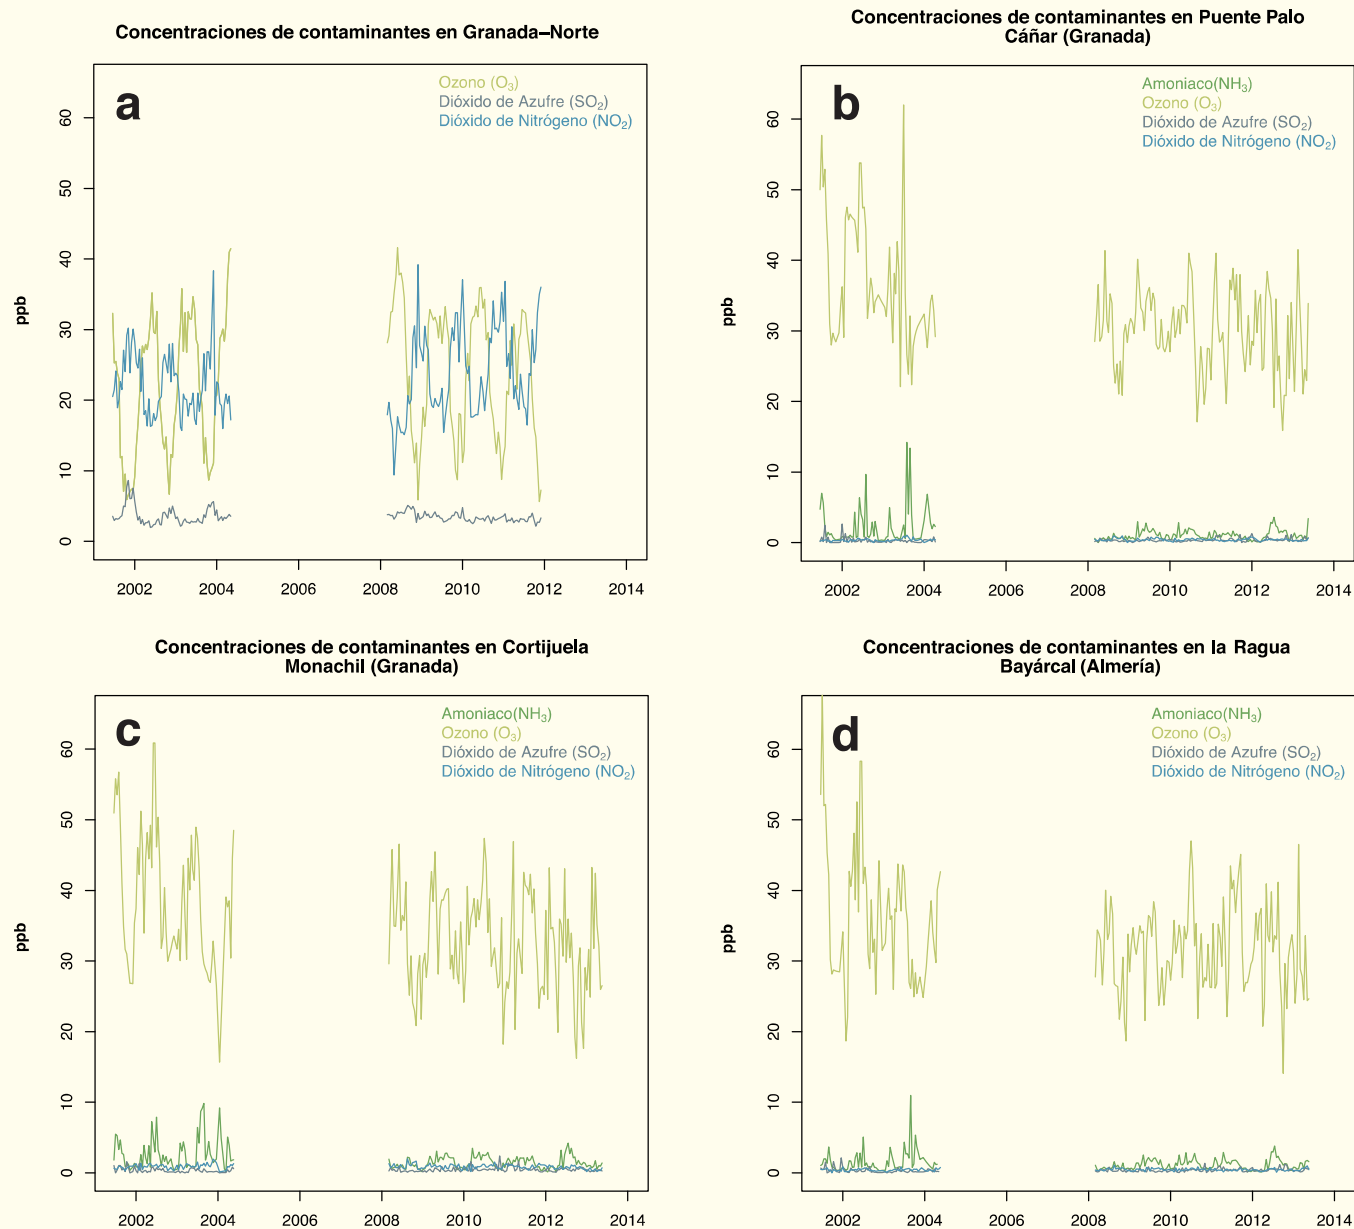 Concentraciones de contaminantes en Granada–Norte
a
Ozono (O₃)
Dióxido de Azufre (SO₂)
Dióxido de Nitrógeno (NO₂)
ppb
60
50
40
30
20
10
0
2002 2004 2006 2008 2010 2012 2014
Concentraciones de contaminantes en Puente Palo
Cáñar (Granada)
b
Amoniaco(NH₃)
Ozono (O₃)
Dióxido de Azufre (SO₂)
Dióxido de Nitrógeno (NO₂)
ppb
60
50
40
30
20
10
0
2002 2004 2006 2008 2010 2012 2014
Concentraciones de contaminantes en Cortijuela
Monachil (Granada)
c
Amoniaco(NH₃)
Ozono (O₃)
Dióxido de Azufre (SO₂)
Dióxido de Nitrógeno (NO₂)
ppb
60
50
40
30
20
10
0
2002 2004 2006 2008 2010 2012 2014
Concentraciones de contaminantes en la Ragua
Bayárcal (Almería)
d
Amoniaco(NH₃)
Ozono (O₃)
Dióxido de Azufre (SO₂)
Dióxido de Nitrógeno (NO₂)
ppb
60
50
40
30
20
10
0
2002 2004 2006 2008 2010 2012 2014